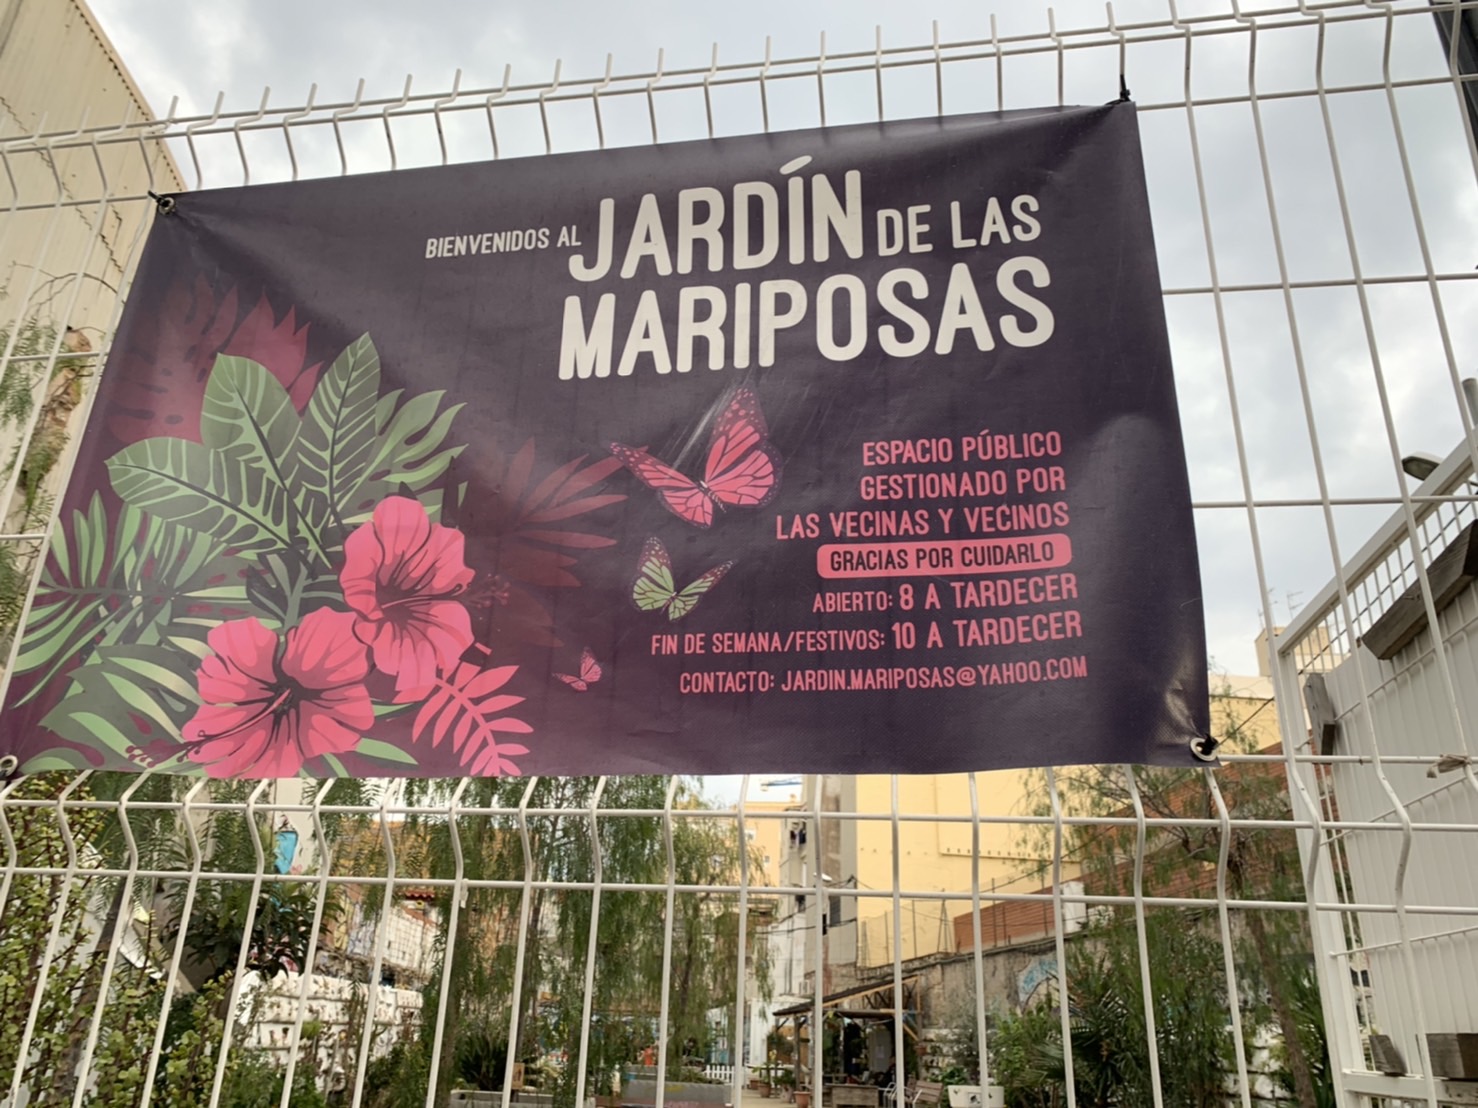 BIENVENIDOS AL JARDÍN DE LAS
MARIPOSAS
ESPACIO PÚBLICO
GESTIONADO POR
LAS VECINAS Y VECINOS
GRACIAS POR CUIDARLO
ABIERTO: 8 A TARDECER
FIN DE SEMANA/FESTIVOS: 10 A TARDECER
CONTACTO: JARDIN.MARIPOSAS@YAHOO.COM